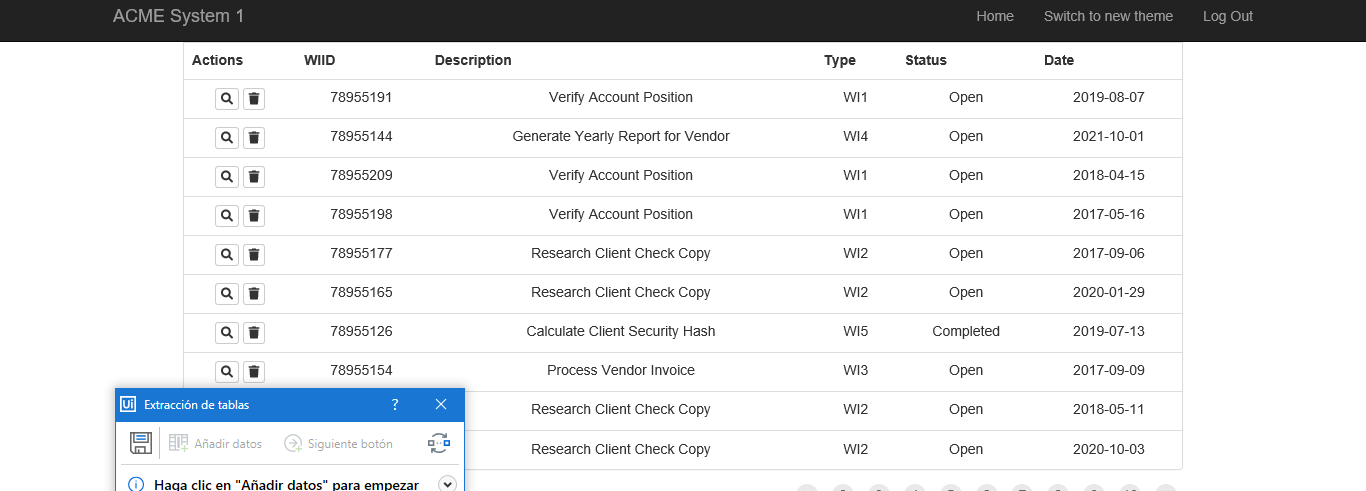 ACME System 1 Home Switch to new theme Log Out
Actions WIID Description Type Status Date
78955191 Verify Account Position WI1 Open 2019-08-07
78955144 Generate Yearly Report for Vendor WI4 Open 2021-10-01
78955209 Verify Account Position WI1 Open 2018-04-15
78955198 Verify Account Position WI1 Open 2017-05-16
78955177 Research Client Check Copy WI2 Open 2017-09-06
78955165 Research Client Check Copy WI2 Open 2020-01-29
78955126 Calculate Client Security Hash WI5 Completed 2019-07-13
78955154 Process Vendor Invoice WI3 Open 2017-09-09
Research Client Check Copy WI2 Open 2018-05-11
Research Client Check Copy WI2 Open 2020-10-03
Ui Extracción de tablas ?
Añadir datos Siguiente botón
Haga clic en "Añadir datos" para empezar